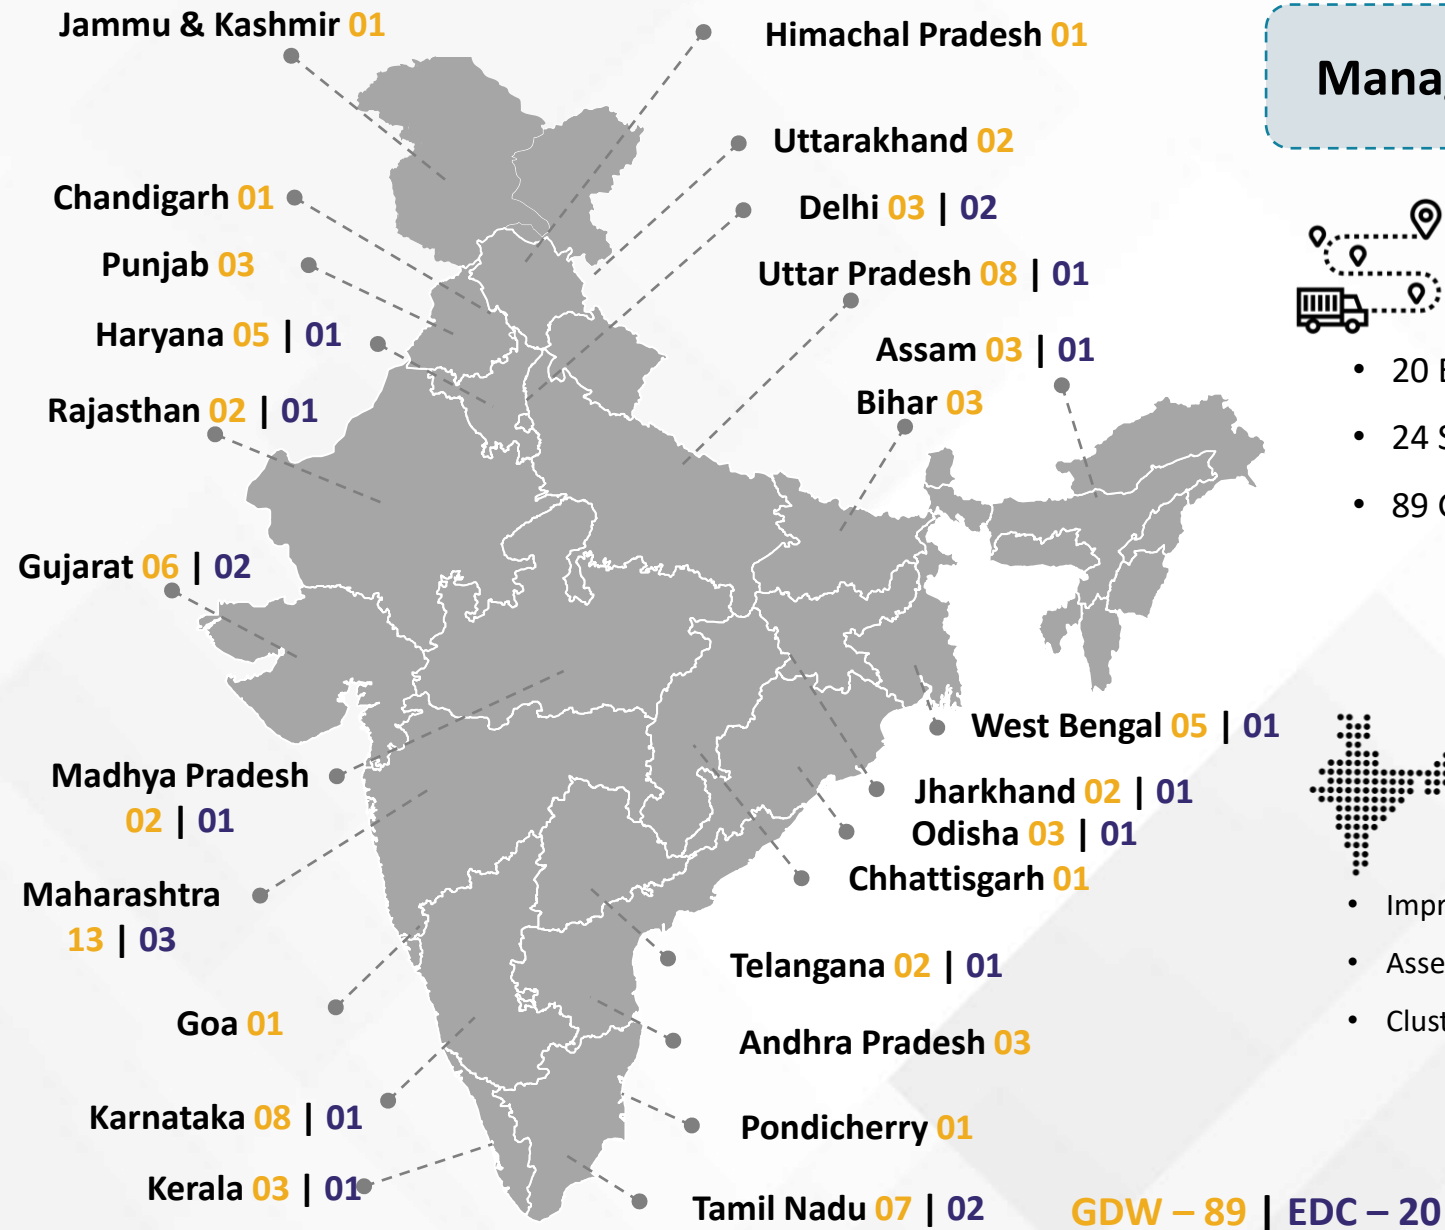 Jammu & Kashmir 01
Himachal Pradesh 01
Uttarakhand 02
Chandigarh 01
Delhi 03 | 02
Punjab 03
Uttar Pradesh 08 | 01
Haryana 05 | 01
Assam 03 | 01
Bihar 03
Rajasthan 02 | 01
Gujarat 06 | 02
West Bengal 05 | 01
Madhya Pradesh
02 | 01
Jharkhand 02 | 01
Odisha 03 | 01
Chhattisgarh 01
Maharashtra
13 | 03
Telangana 02 | 01
Goa 01
Andhra Pradesh 03
Karnataka 08 | 01
Pondicherry 01
Kerala 03 | 01
Tamil Nadu 07 | 02
GDW – 89 | EDC – 20
• 20
• 24
• 89